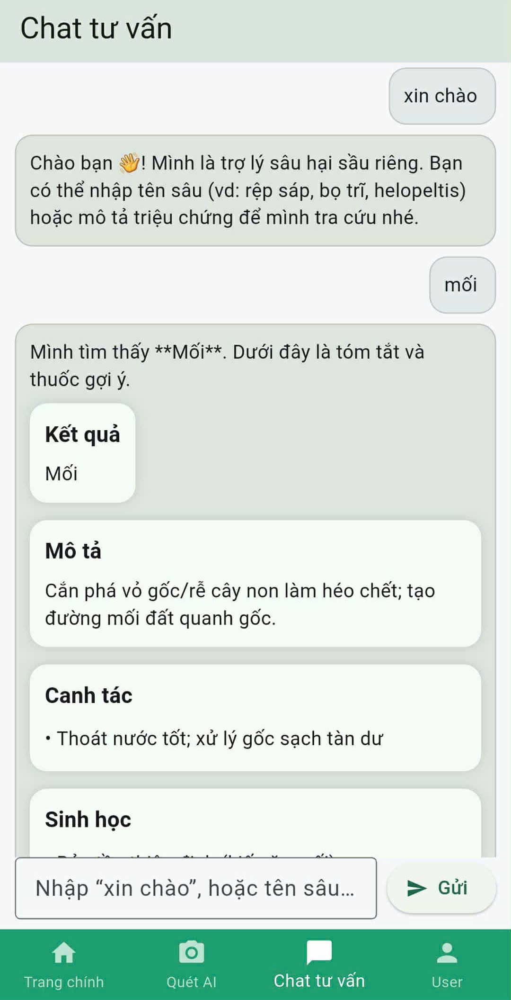 Chat tư vấn
xin chào
Chào bạn 👋! Mình là trợ lý sâu hại sầu riêng. Bạn
có thể nhập tên sâu (vd: rệp sáp, bọ trĩ, helopeltis)
hoặc mô tả triệu chứng để mình tra cứu nhé.
mối
Mình tìm thấy **Mối**. Dưới đây là tóm tắt và
thuốc gợi ý.
Kết quả
Mối
Mô tả
Cắn phá vỏ gốc/rễ cây non làm héo chết; tạo
đường mối đất quanh gốc.
Canh tác
• Thoát nước tốt; xử lý gốc sạch tàn dư
Sinh học
Nhập “xin chào”, hoặc tên sâu...
Gửi
Trang chính
Quét AI
Chat tư vấn
User